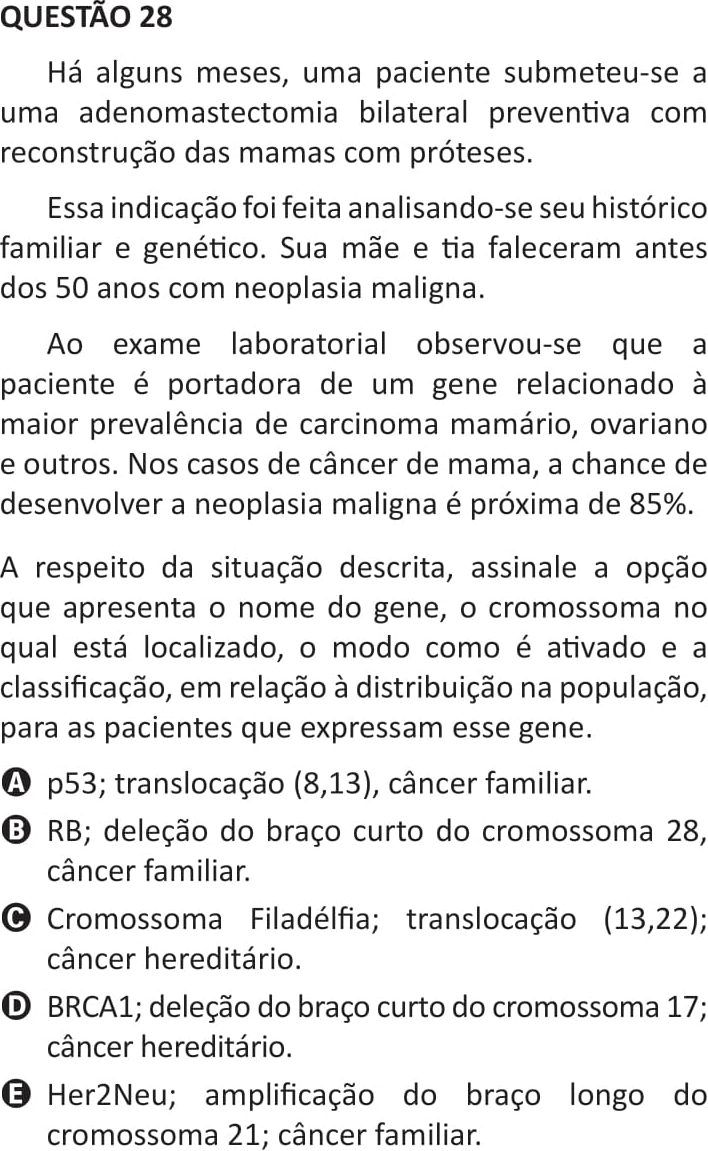 QUESTÃO 28
Há alguns meses, uma paciente submeteu-se a
uma adenomastectomia bilateral preventiva com
reconstrução das mamas com próteses.
Essa indicação foi feita analisando-se seu histórico
familiar e genético. Sua mãe e tia faleceram antes
dos 50 anos com neoplasia maligna.
Ao exame laboratorial observou-se que a
paciente é portadora de um gene relacionado à
maior prevalência de carcinoma mamário, ovariano
e outros. Nos casos de câncer de mama, a chance de
desenvolver a neoplasia maligna é próxima de 85%.
A respeito da situação descrita, assinale a opção
que apresenta o nome do gene, o cromossoma no
qual está localizado, o modo como é ativado e a
classificação, em relação à distribuição na população,
para as pacientes que expressam esse gene.
A p53; translocação (8,13), câncer familiar.
B RB; deleção do braço curto do cromossoma 28,
câncer familiar.
C Cromossoma Filadélfia; translocação (13,22);
câncer hereditário.
D BRCA1; deleção do braço curto do cromossoma 17;
câncer hereditário.
E Her2Neu; amplificação do braço longo do
cromossoma 21; câncer familiar.